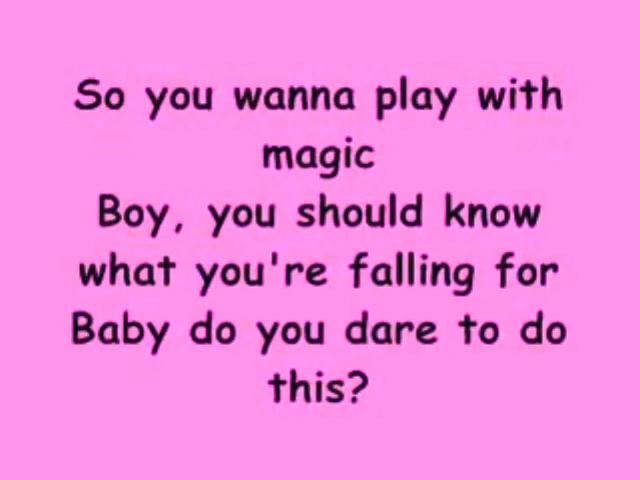 So you wanna play with
magic
Boy, you should know
what you're falling for
Baby do you dare to do
this?